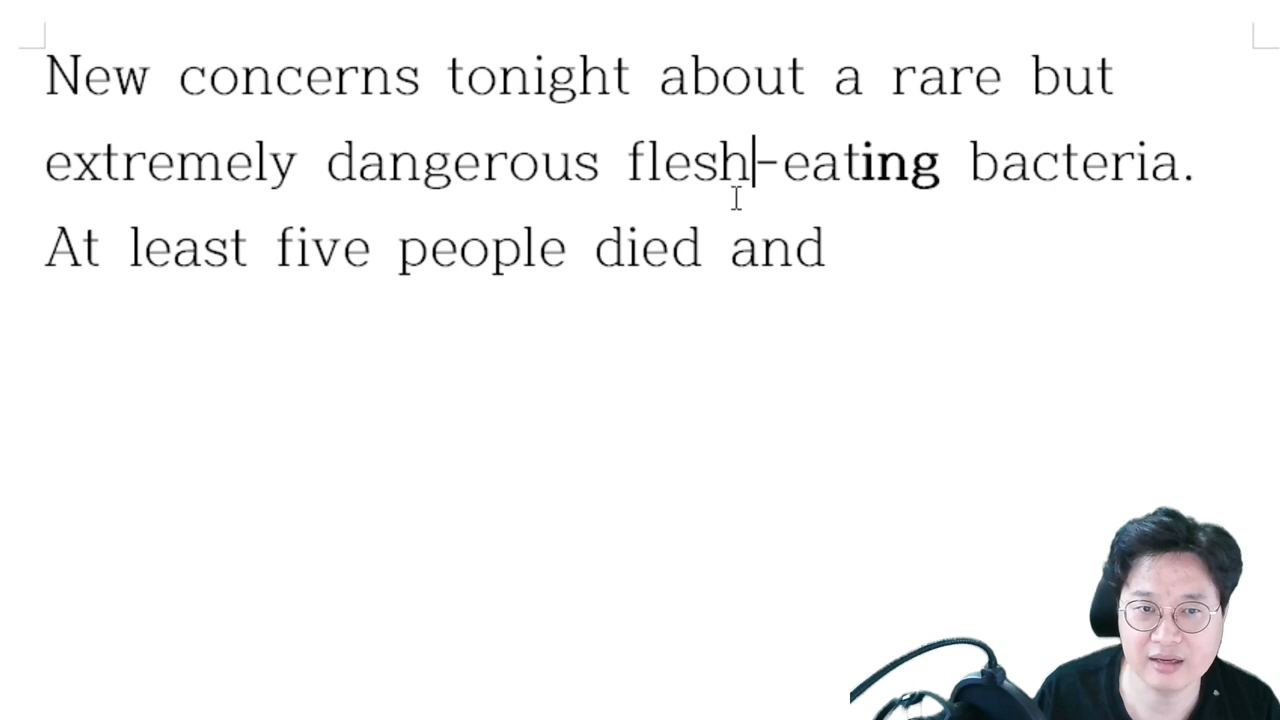 New concerns tonight about a rare but
extremely dangerous flesh-eating bacteria.
At least five people died and